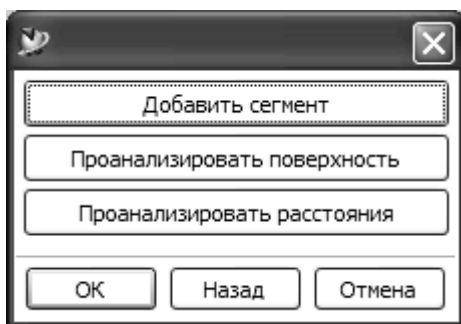 Добавить сегмент
Проанализировать поверхность
Проанализировать расстояния
ОК Назад Отмена